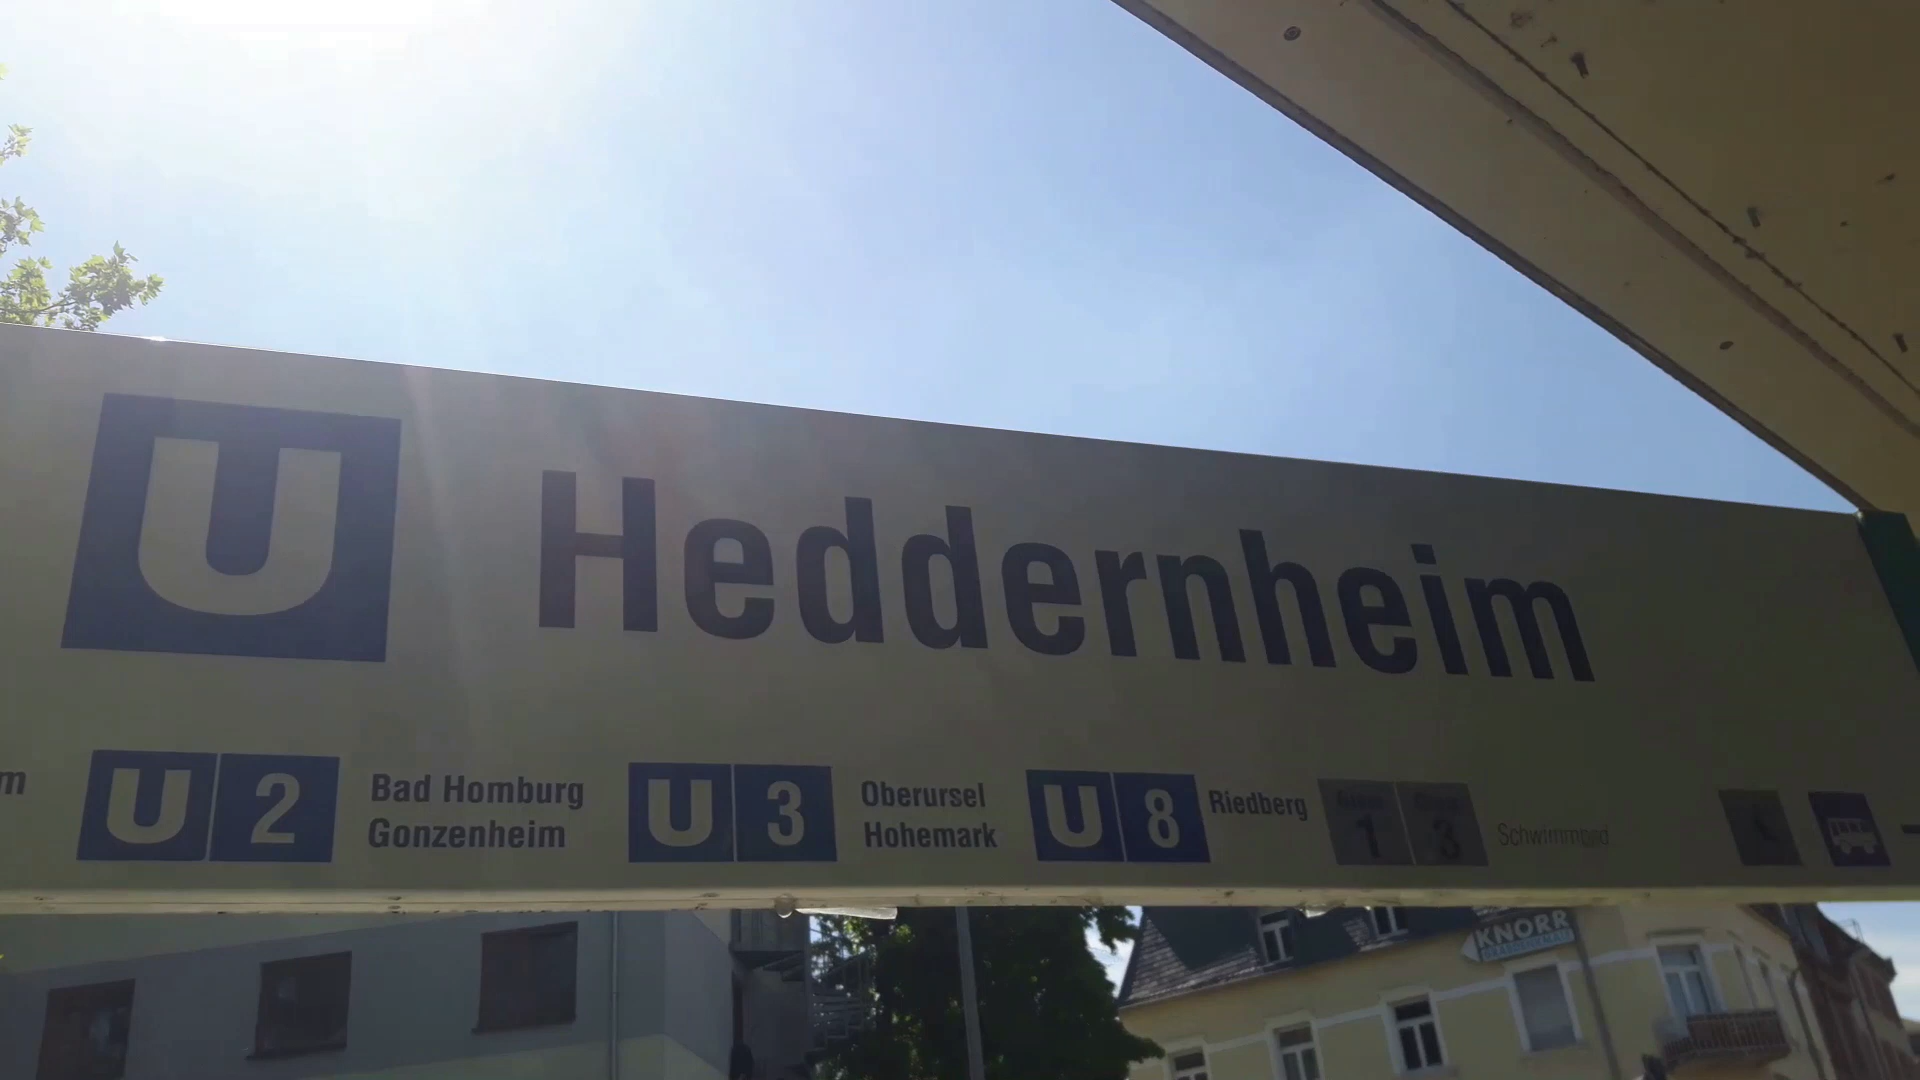 U Heddernheim
m
U 2 Bad Homburg
Gonzenheim
U 3 Oberursel
Hohemark
U 8 Riedberg
1 3 Schwimmbad
KNORR